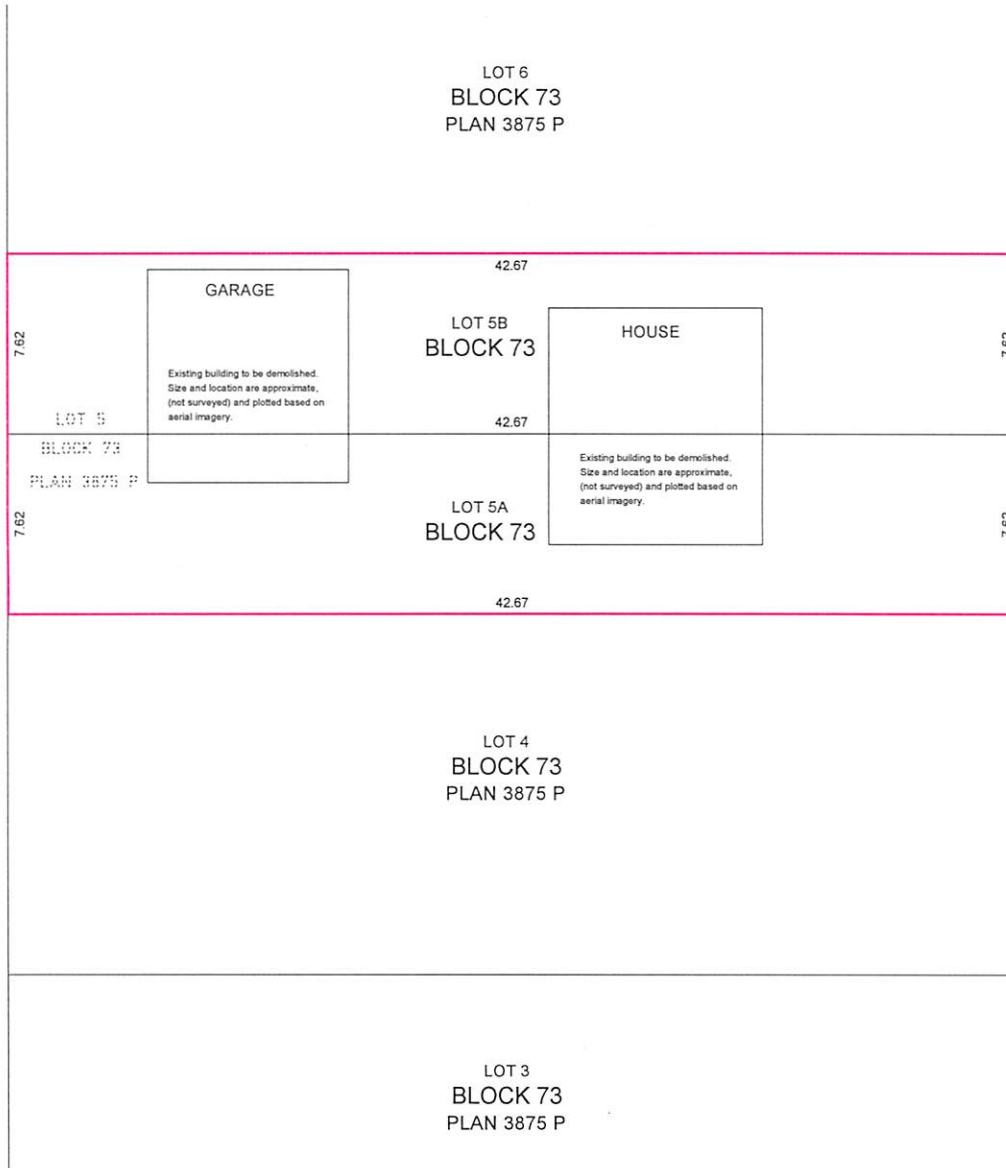 LOT 6
BLOCK 73
PLAN 3875 P
42.67
GARAGE
LOT 5B
BLOCK 73
HOUSE
7.62
7.62
Existing building to be demolished.
Size and location are approximate,
(not surveyed) and plotted based on
aerial imagery.
LOT 5
BLOCK 73
PLAN 3875 P
42.67
Existing building to be demolished.
Size and location are approximate,
(not surveyed) and plotted based on
aerial imagery.
7.62
LOT 5A
BLOCK 73
7.62
42.67
LOT 4
BLOCK 73
PLAN 3875 P
LOT 3
BLOCK 73
PLAN 3875 P